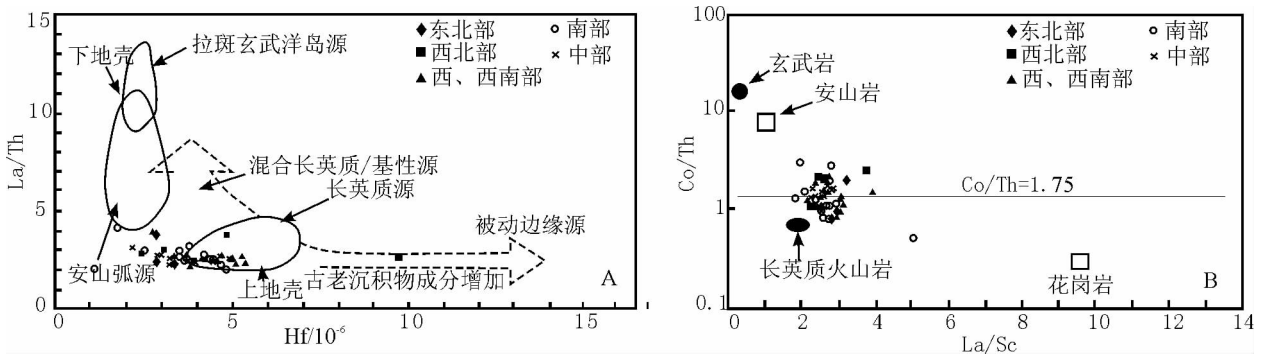 15
10
5
0
La/Th
下地壳
拉斑玄武洋岛源
东北部
南部
西北部
中部
西、西南部
混合长英质/基性源
长英质源
被动边缘源
安山弧源
上地壳
古老沉积物成分增加
A
0 5 10 15
Hf/10⁻⁶
100
10
1
0.1
Co/Th
东北部
南部
西北部
中部
西、西南部
玄武岩
安山岩
Co/Th=1.75
长英质火山岩
花岗岩
B
0 2 4 6 8 10 12 14
La/Sc